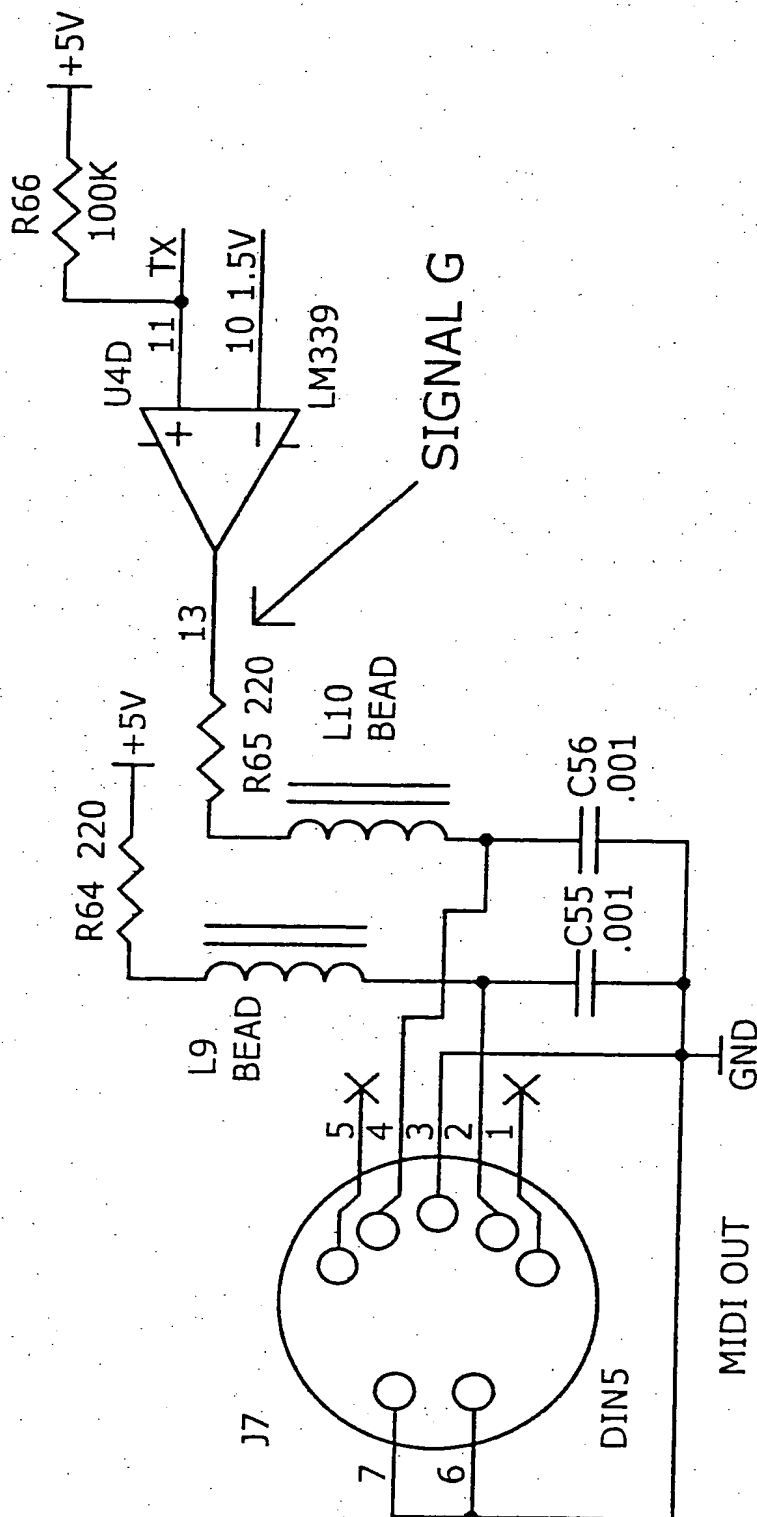 R66
100K
+5V
U4D
11
TX
10
1.5V
LM339
13
SIGNAL G
R64 220
+5V
R65 220
L10
BEAD
L9
BEAD
C56
.001
C55
.001
GND
J7
5
4
3
2
1
7
6
DIN5
MIDI OUT